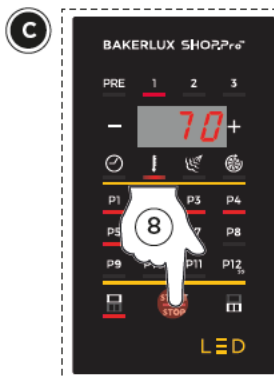 C
BAKERLUX SHOP.Pro™
PRE 1 2 3
- 70 +
P1 P3 P4
P5 P8
P9 P11 P12
8
START
STOP
LED